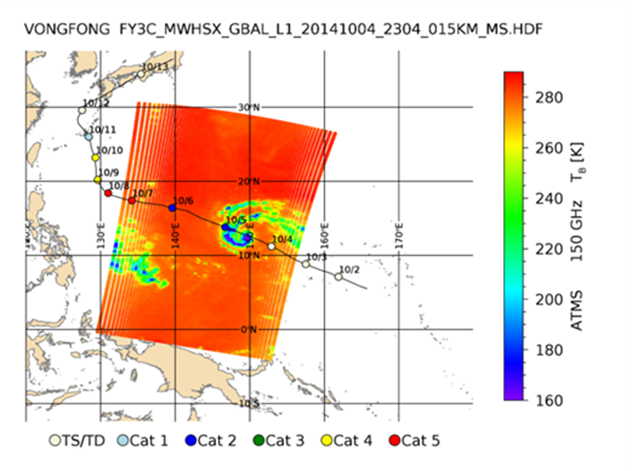 VONGFONG FY3C_MWHSX_GBAL_L1_20141004_2304_015KM_MS.HDF
10/13
10/12
30°N
10/11
10/10
10/9
20°N
10/8
10/7
10/6
10/5
10/4
130°E
140°E
160°E
170°E
10°N
10/3
10/2
0°N
10°S
280
260
240
220
200
180
160
ATMS 150 GHz T_B [K]
TS/TD Cat 1 Cat 2 Cat 3 Cat 4 Cat 5